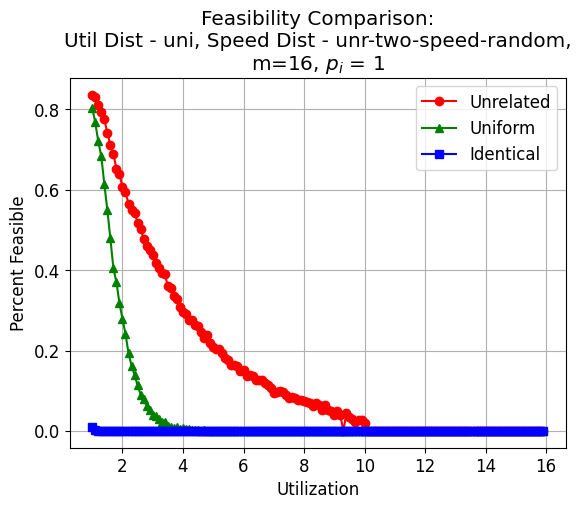 Feasibility Comparison:
Util Dist - uni, Speed Dist - unr-two-speed-random,
m=16, $p_i$ = 1
Unrelated
Uniform
Identical
Percent Feasible
0.8
0.6
0.4
0.2
0.0
2 4 6 8 10 12 14 16
Utilization